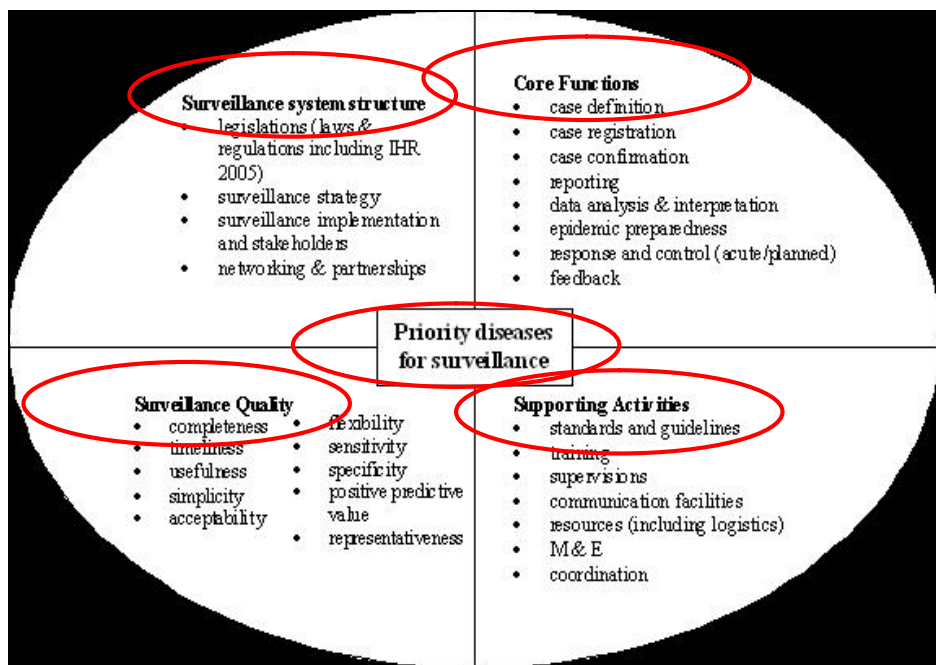 Surveillance system structure
• legislations (laws &
regulations including IHR
2005)
• surveillance strategy
• surveillance implementation
and stakeholders
• networking & partnerships
Core Functions
• case definition
• case registration
• case confirmation
• reporting
• data analysis & interpretation
• epidemic preparedness
• response and control (acute/planned)
• feedback
Priority diseases
for surveillance
Surveillance Quality
• completeness
• timeliness
• usefulness
• simplicity
• acceptability
• flexibility
• sensitivity
• specificity
• positive predictive
value
• representativeness
Supporting Activities
• standards and guidelines
• training
• supervisions
• communication facilities
• resources (including logistics)
• M & E
• coordination